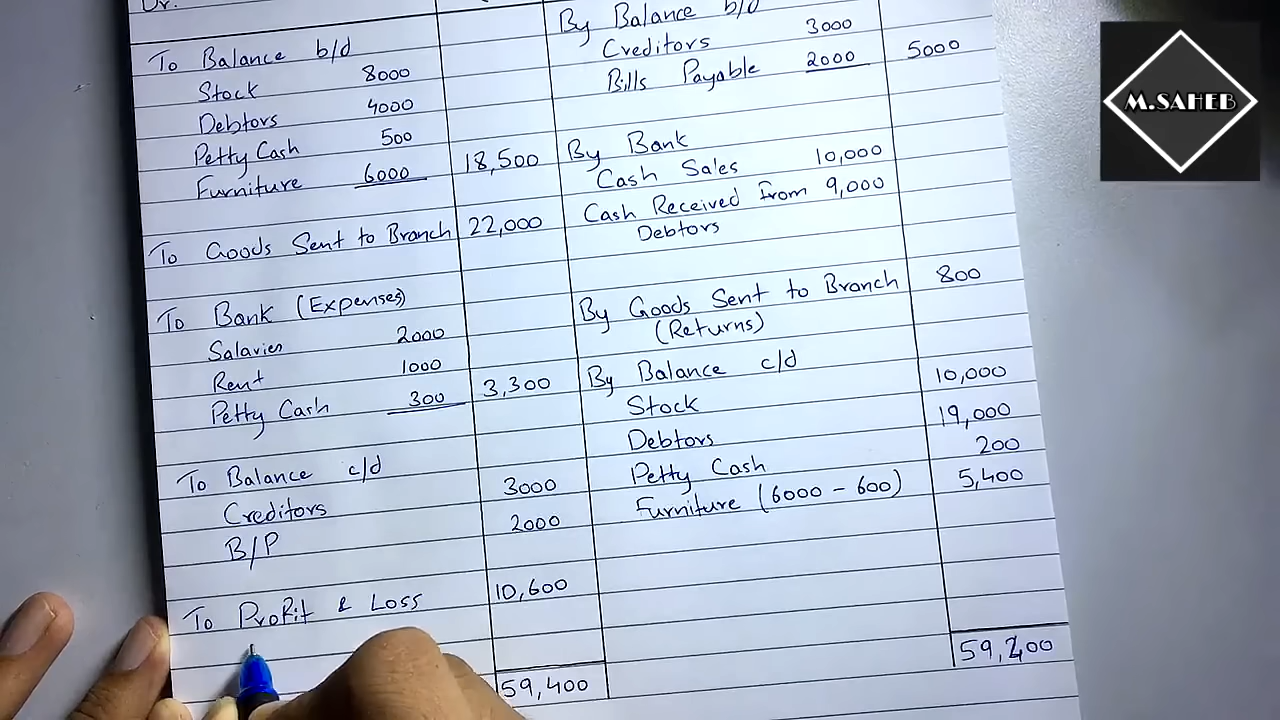 Dr.
To Balance b/d
Stock 8000
Debtors 4000
Petty Cash 500
Furniture 6000 18,500
To Goods Sent to Branch 22,000
To Bank (Expenses)
Salaries 2000
Rent 1000
Petty Cash 300 3,300
To Balance c/d
Creditors 3000
B/P 2000
To Profit & Loss 10,600
59,400
By Balance b/d
Creditors 3000
Bills Payable 2000 5000
By Bank
Cash Sales 10,000
Cash Received From 9,000
Debtors
By Goods Sent to Branch 800
(Returns)
By Balance c/d
Stock 10,000
Debtors 19,000
Petty Cash 200
Furniture (6000 - 600) 5,400
M.SAHEB